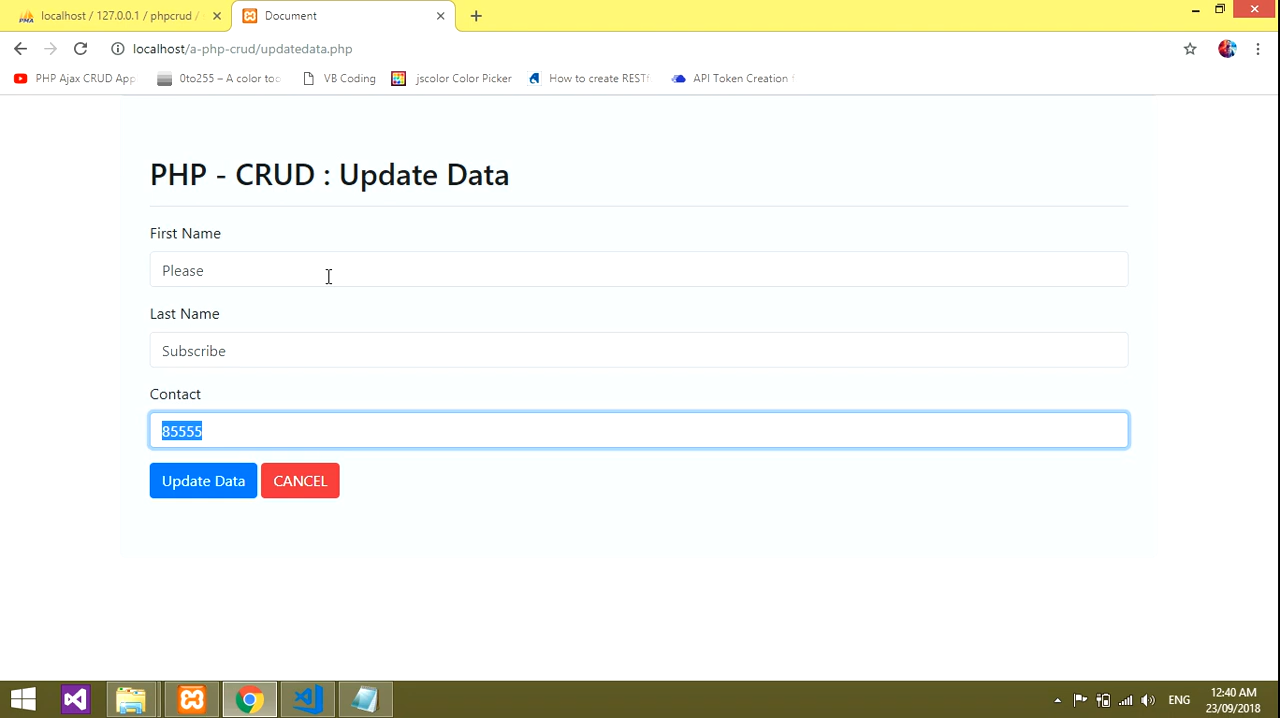 PMA localhost / 127.0.0.1 / phpcrud /
Document
localhost/a-php-crud/updatedata.php
PHP Ajax CRUD App
0to255 – A color too
VB Coding
jscolor Color Picker
How to create REST
API Token Creation
PHP - CRUD : Update Data
First Name
Please
Last Name
Subscribe
Contact
85555
Update Data
CANCEL
ENG
12:40 AM
23/09/2018